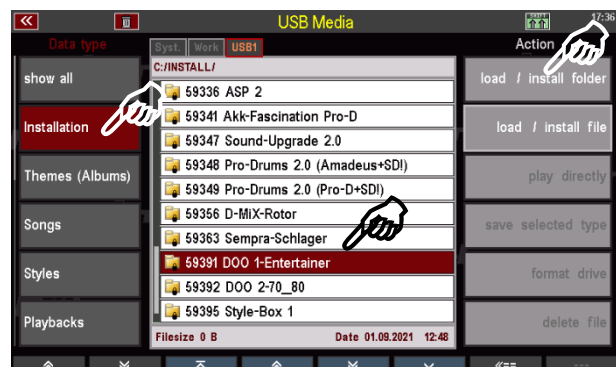 USB Media
17:36
Data type
Syst. Work USB1
Action
C:/INSTALL/
show all
Installation
Themes (Albums)
Songs
Styles
Playbacks
59336 ASP 2
59341 Akk-Fascination Pro-D
59347 Sound-Upgrade 2.0
59348 Pro-Drums 2.0 (Amadeus+SD!)
59349 Pro-Drums 2.0 (Pro-D+SD!)
59356 D-MiX-Rotor
59363 Sempra-Schlager
59391 DOO 1-Entertainer
59392 DOO 2-70_80
59395 Style-Box 1
Filesize 0 B Date 01.09.2021 12:48
load / install folder
load / install file
play directly
save selected type
format drive
delete file